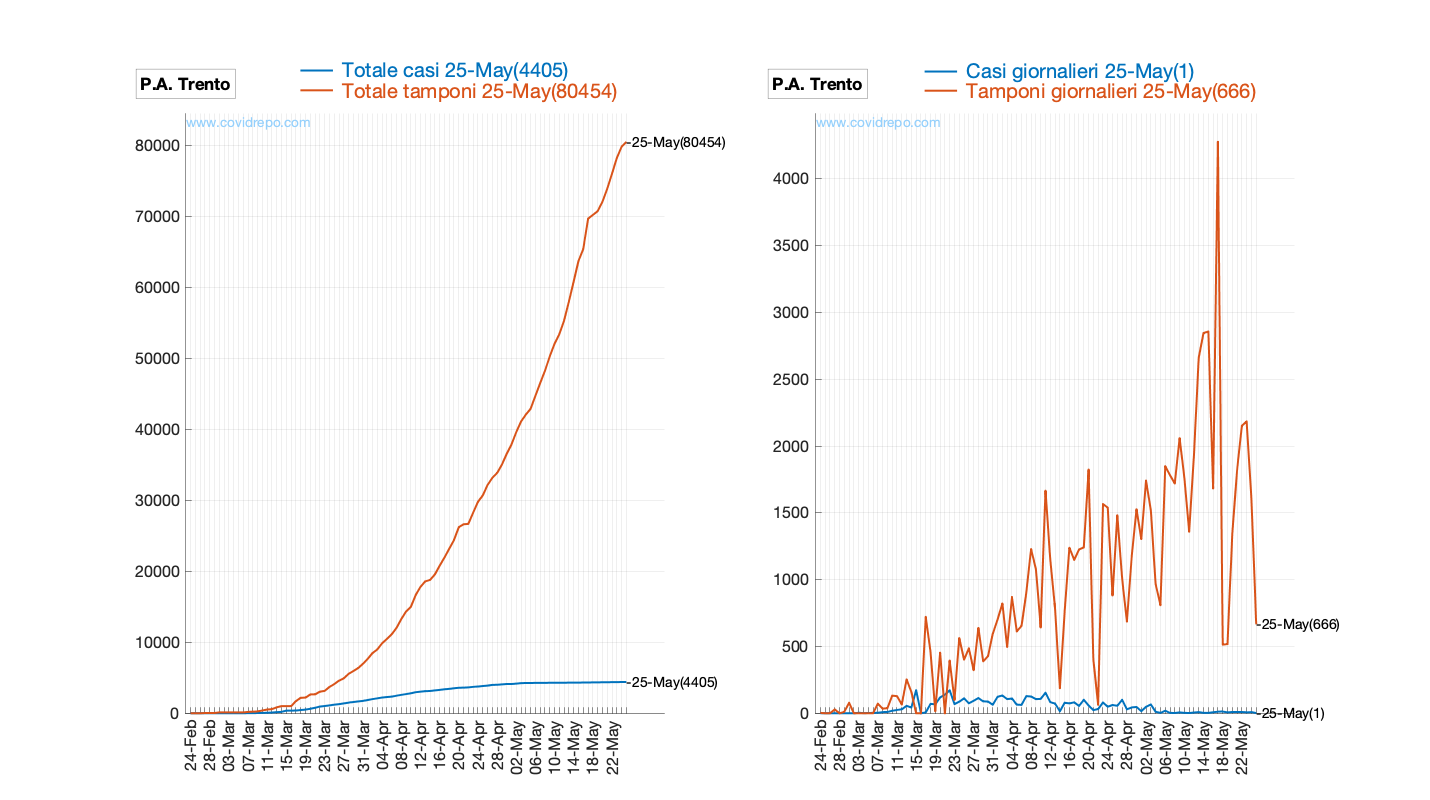 P.A. Trento
Totale casi 25-May(4405)
Totale tamponi 25-May(80454)
www.covidrepo.com
80000
70000
60000
50000
40000
30000
20000
10000
0
25-May(80454)
25-May(4405)
24-Feb
28-Feb
03-Mar
07-Mar
11-Mar
15-Mar
19-Mar
23-Mar
27-Mar
31-Mar
04-Apr
08-Apr
12-Apr
16-Apr
20-Apr
24-Apr
28-Apr
02-May
06-May
10-May
14-May
18-May
22-May
P.A. Trento
Casi giornalieri 25-May(1)
Tamponi giornalieri 25-May(666)
www.covidrepo.com
4000
3500
3000
2500
2000
1500
1000
500
0
25-May(666)
25-May(1)
24-Feb
28-Feb
03-Mar
07-Mar
11-Mar
15-Mar
19-Mar
23-Mar
27-Mar
31-Mar
04-Apr
08-Apr
12-Apr
16-Apr
20-Apr
24-Apr
28-Apr
02-May
06-May
10-May
14-May
18-May
22-May